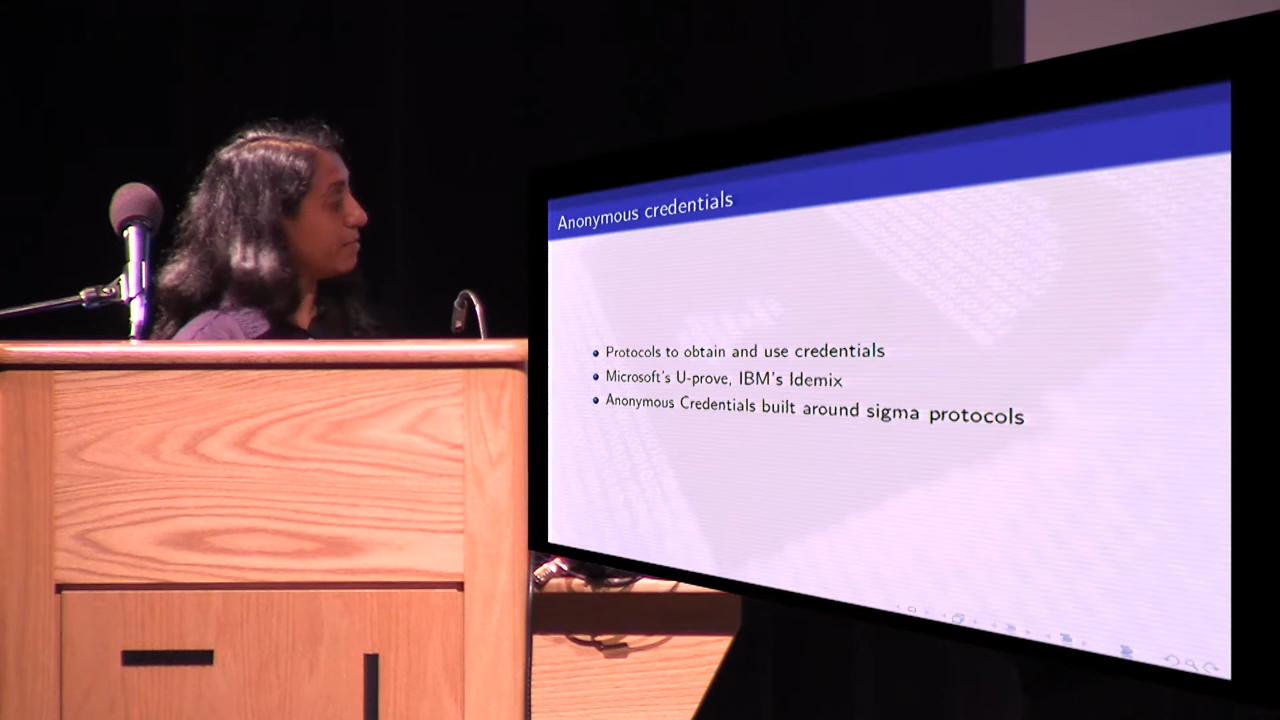 Anonymous credentials
Protocols to obtain and use credentials
Microsoft's U-prove, IBM's Idemix
Anonymous Credentials built around sigma protocols